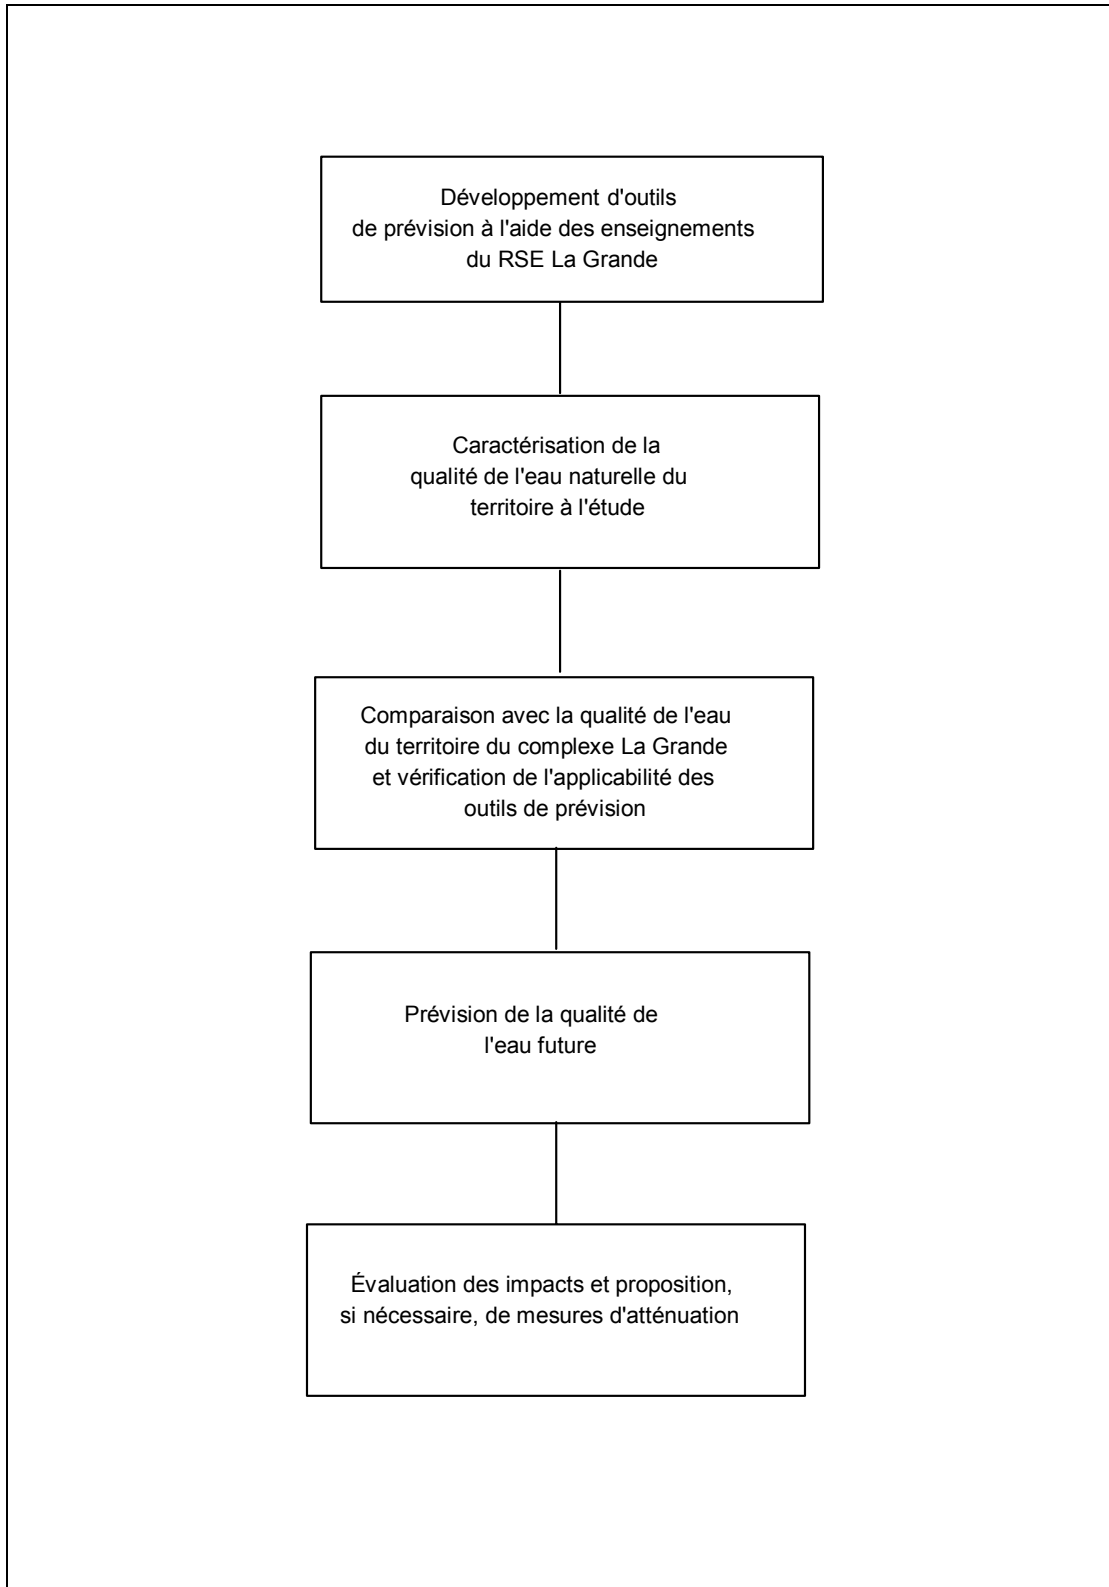 Développement d'outils
de prévision à l'aide des enseignements
du RSE La Grande
Caractérisation de la
qualité de l'eau naturelle du
territoire à l'étude
Comparaison avec la qualité de l'eau
du territoire du complexe La Grande
et vérification de l'applicabilité des
outils de prévision
Prévision de la qualité de
l'eau future
Évaluation des impacts et proposition,
si nécessaire, de mesures d'atténuation